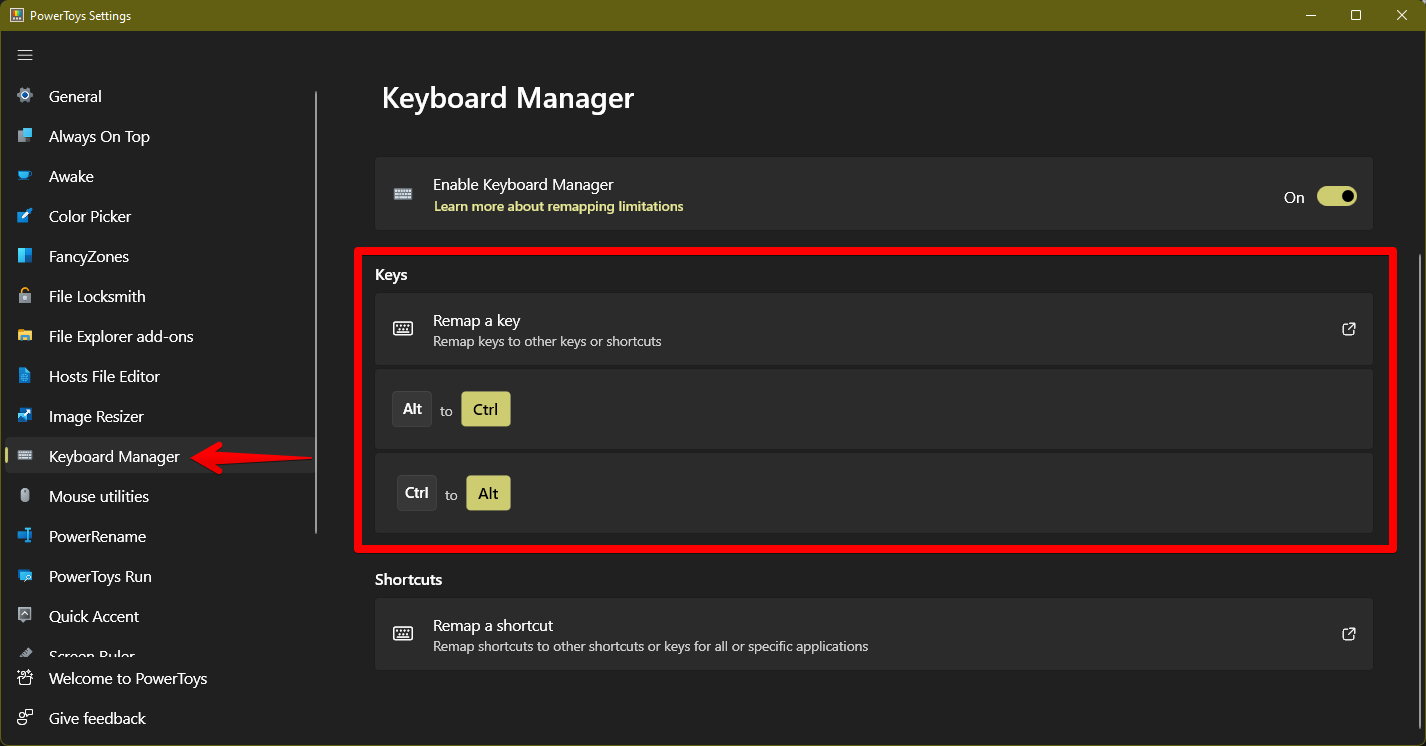 PowerToys Settings
General
Always On Top
Awake
Color Picker
FancyZones
File Locksmith
File Explorer add-ons
Hosts File Editor
Image Resizer
Keyboard Manager
Mouse utilities
PowerRename
PowerToys Run
Quick Accent
Screen Ruler
Welcome to PowerToys
Give feedback
Keyboard Manager
Enable Keyboard Manager
Learn more about remapping limitations
On
Keys
Remap a key
Remap keys to other keys or shortcuts
Alt to Ctrl
Ctrl to Alt
Shortcuts
Remap a shortcut
Remap shortcuts to other shortcuts or keys for all or specific applications